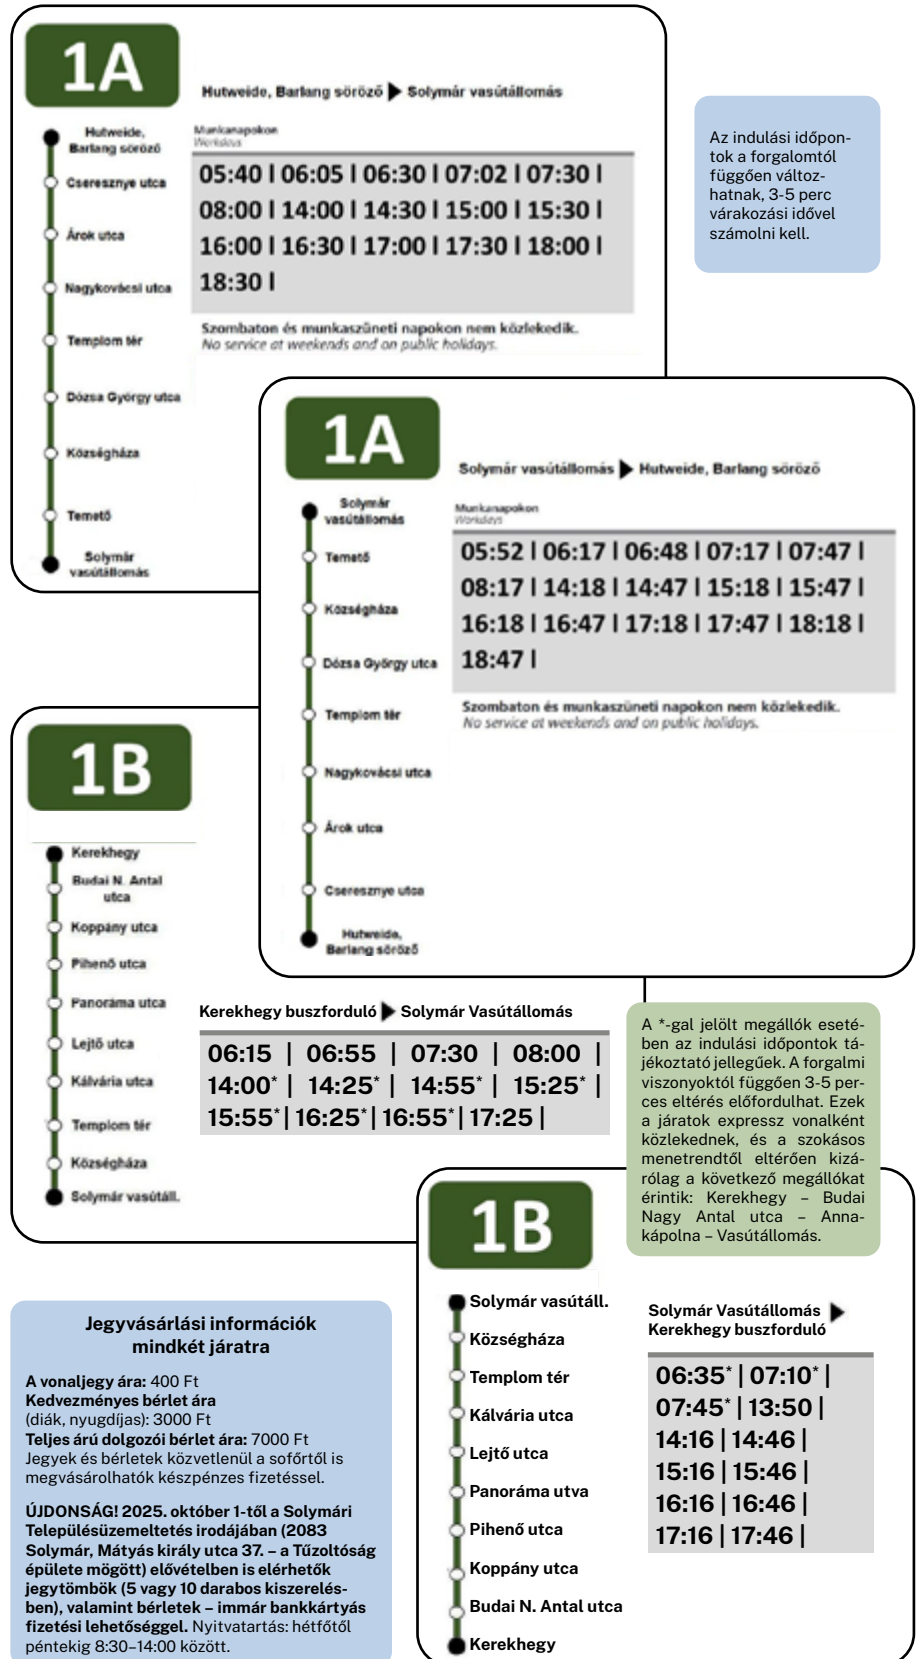 1A
Hutweide, Barlang söröző ▶ Solymár vasútállomás
Munkanapokon
Workdays
05:40 | 06:05 | 06:30 | 07:02 | 07:30 |
08:00 | 14:00 | 14:30 | 15:00 | 15:30 |
16:00 | 16:30 | 17:00 | 17:30 | 18:00 |
18:30 |
Szombaton és munkaszüneti napokon nem közlekedik.
No service at weekends and on public holidays.
Hutweide,
Barlang söröző
Cseresznye utca
Árok utca
Nagykovácsi utca
Templom tér
Dózsa György utca
Községháza
Temető
Solymár
vasútállomás
Az indulási időpon-
tok a forgalomtól
függően változ-
hatnak, 3-5 perc
várakozási idővel
számolni kell.
1A
Solymár vasútállomás ▶ Hutweide, Barlang söröző
Munkanapokon
Workdays
05:52 | 06:17 | 06:48 | 07:17 | 07:47 |
08:17 | 14:18 | 14:47 | 15:18 | 15:47 |
16:18 | 16:47 | 17:18 | 17:47 | 18:18 |
18:47 |
Szombaton és munkaszüneti napokon nem közlekedik.
No service at weekends and on public holidays.
Solymár
vasútállomás
Temető
Községháza
Dózsa György utca
Templom tér
Nagykovácsi utca
Árok utca
Cseresznye utca
Hutweide,
Barlang söröző
1B
Kerekhegy
Budai N. Antal
utca
Koppány utca
Pihenő utca
Panoráma utca
Lejtő utca
Kálvária utca
Templom tér
Községháza
Solymár vasútáll.
Kerekhegy buszforduló ▶ Solymár Vasútállomás
06:15 | 06:55 | 07:30 | 08:00 |
14:00* | 14:25* | 14:55* | 15:25* |
15:55* | 16:25* | 16:55* | 17:25 |
A *-gal jelölt megállók eseté-
ben az indulási időpontok tá-
jékoztató jellegűek. A forgalmi
viszonyoktól függően 3-5 per-
ces eltérés előfordulhat. Ezek
a járatok expressz vonalként
közlekednek, és a szokásos
menetrendtől eltérően kizá-
rólag a következő megállókat
érintik: Kerekhegy – Budai
Nagy Antal utca – Anna-
kápolna – Vasútállomás.
1B
Solymár vasútáll.
Községháza
Templom tér
Kálvária utca
Lejtő utca
Panoráma utva
Pihenő utca
Koppány utca
Budai N. Antal utca
Kerekhegy
Solymár Vasútállomás ▶
Kerekhegy buszforduló
06:35* | 07:10* |
07:45* | 13:50 |
14:16 | 14:46 |
15:16 | 15:46 |
16:16 | 16:46 |
17:16 | 17:46 |
Jegyvásárlási információk
mindkét járatra
A vonaljegy ára: 400 Ft
Kedvezményes bérlet ára
(diák, nyugdíjas): 3000 Ft
Teljes árú dolgozói bérlet ára: 7000 Ft
Jegyek és bérletek közvetlenül a sofőrtől is
megvásárolhatók készpénzes fizetéssel.
ÚJDONSÁG! 2025. október 1-től a Solymári
Településüzemeltetés irodájában (2083
Solymár, Mátyás király utca 37. – a Tűzoltóság
épülete mögött) elővételben is elérhetők
jegytömbök (5 vagy 10 darabos kiszerelés-
ben), valamint bérletek – immár bankkártyás
fizetési lehetőséggel. Nyitvatartás: hétfőtől
péntekig 8:30–14:00 között.